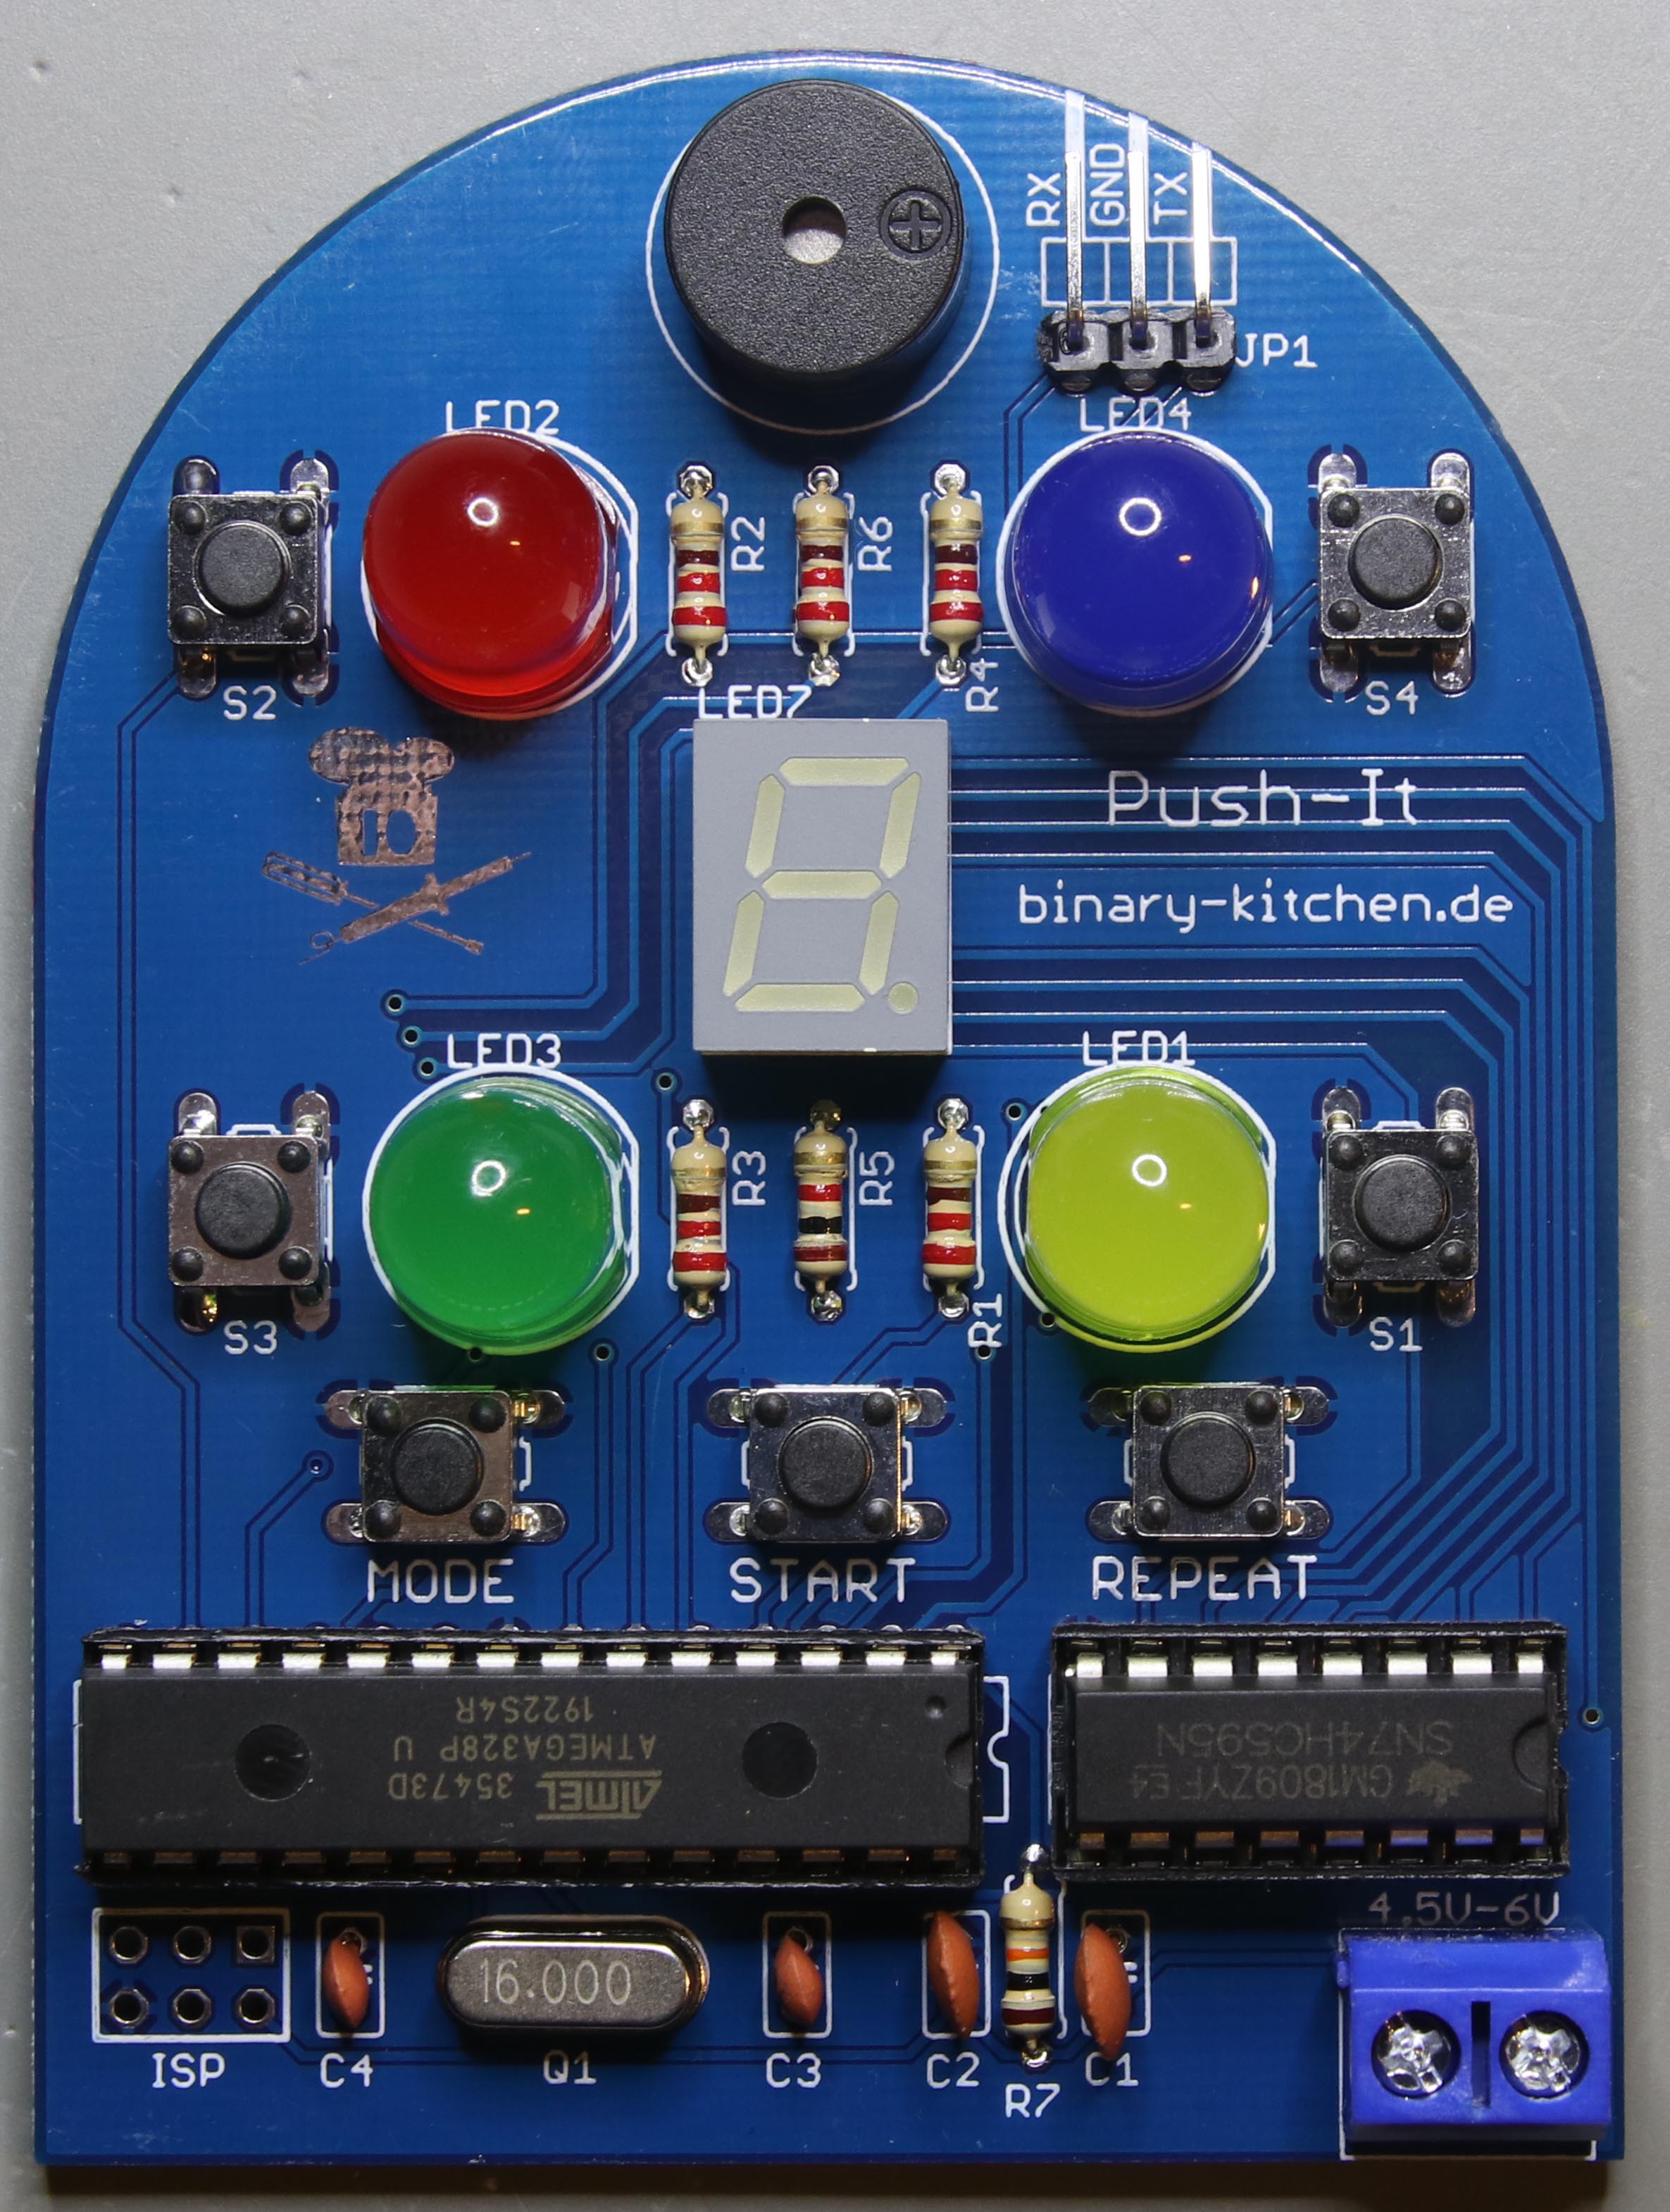 RX
GND
TX
JP1
LED2
LED4
R2
R6
R4
S2
S4
LED7
Push-It
binary-kitchen.de
LED3
LED1
R3
R5
R1
S3
S1
MODE
START
REPEAT
ATMEL
35473D
ATMEGA328P U
1922S4R
GM1809ZYF E4
SN74HC595N
4.5V-6V
16.000
ISP
C4
Q1
C3
C2
R7
C1